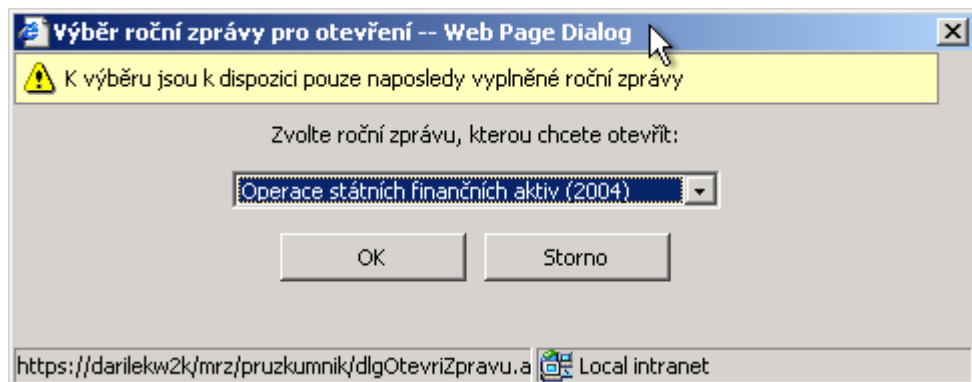 Výběr roční zprávy pro otevření -- Web Page Dialog
K výběru jsou k dispozici pouze naposledy vyplněné roční zprávy
Zvolte roční zprávu, kterou chcete otevřít:
Operace státních finančních aktiv (2004)
OK Storno
https://darilekw2k/mrz/pruzkumnik/dlgOtevriZpravu.a Local intranet